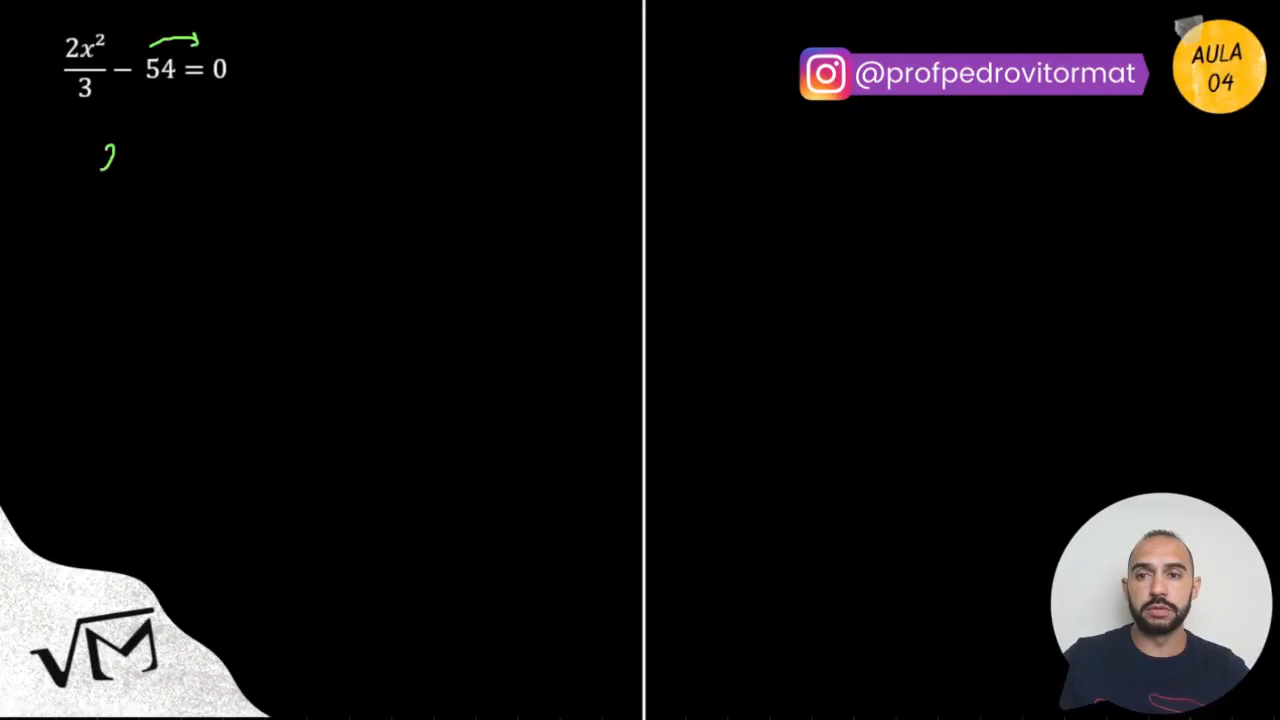 2x²/3 − 54 = 0
@profpedrovitormat
AULA
04
√M